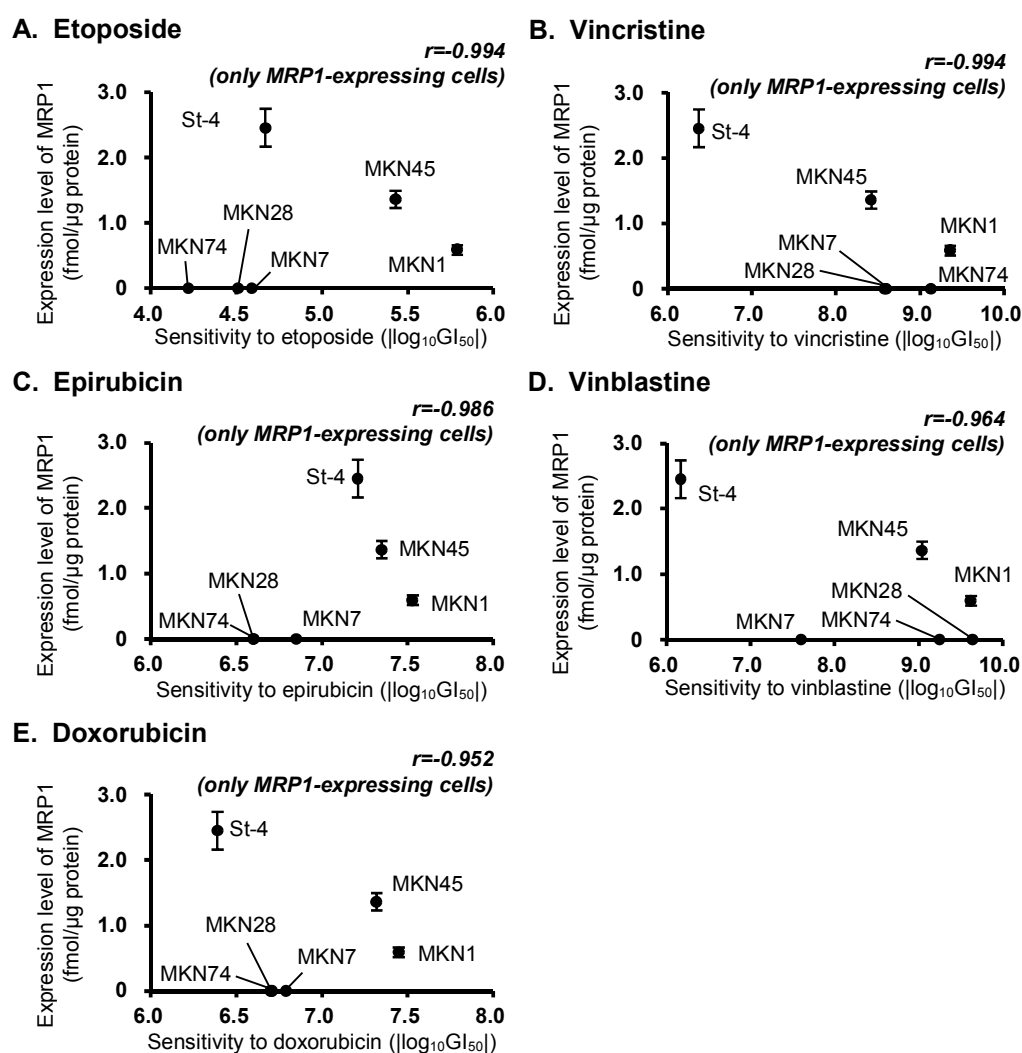 A. Etoposide
r=-0.994
(only MRP1-expressing cells)
Expression level of MRP1
(fmol/µg protein)
3.0
2.0
1.0
0
St-4
MKN45
MKN28
MKN74
MKN7
MKN1
4.0 4.5 5.0 5.5 6.0
Sensitivity to etoposide (|log₁₀GI₅₀|)
B. Vincristine
r=-0.994
(only MRP1-expressing cells)
Expression level of MRP1
(fmol/µg protein)
3.0
2.0
1.0
0
St-4
MKN45
MKN1
MKN7
MKN28
MKN74
6.0 7.0 8.0 9.0 10.0
Sensitivity to vincristine (|log₁₀GI₅₀|)
C. Epirubicin
r=-0.986
(only MRP1-expressing cells)
Expression level of MRP1
(fmol/µg protein)
3.0
2.0
1.0
0
St-4
MKN45
MKN28
MKN1
MKN74
MKN7
6.0 6.5 7.0 7.5 8.0
Sensitivity to epirubicin (|log₁₀GI₅₀|)
D. Vinblastine
r=-0.964
(only MRP1-expressing cells)
Expression level of MRP1
(fmol/µg protein)
3.0
2.0
1.0
0
St-4
MKN45
MKN1
MKN28
MKN7
MKN74
6.0 7.0 8.0 9.0 10.0
Sensitivity to vinblastine (|log₁₀GI₅₀|)
E. Doxorubicin
r=-0.952
(only MRP1-expressing cells)
Expression level of MRP1
(fmol/µg protein)
3.0
2.0
1.0
0
St-4
MKN45
MKN28
MKN1
MKN74
MKN7
6.0 6.5 7.0 7.5 8.0
Sensitivity to doxorubicin (|log₁₀GI₅₀|)